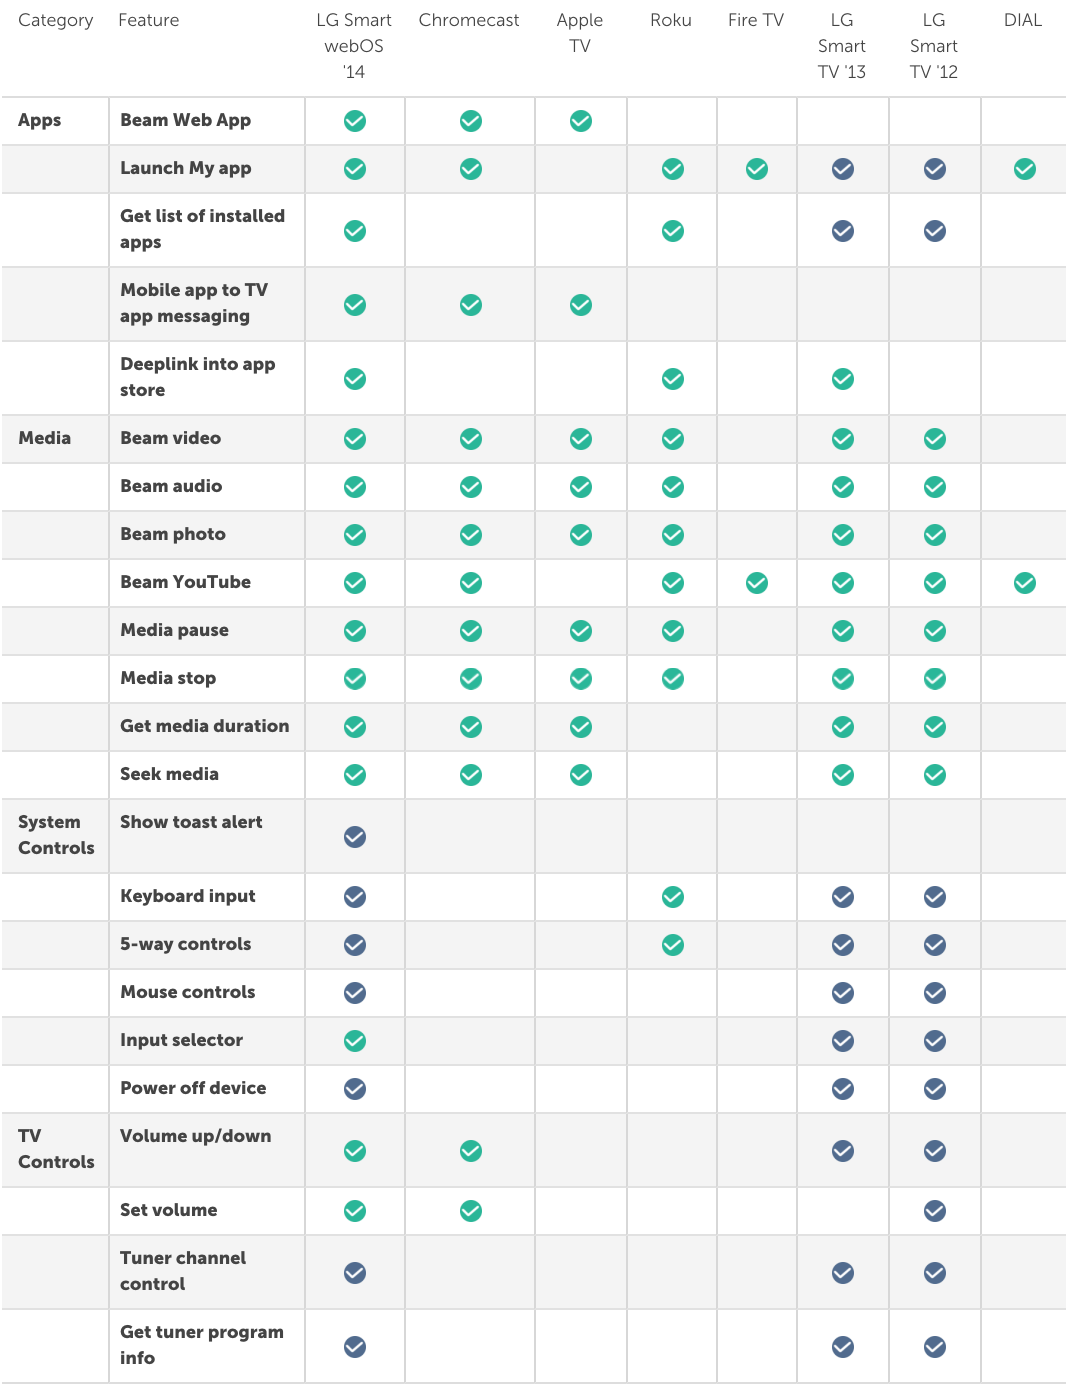 Category Feature LG Smart Chromecast Apple Roku Fire TV LG LG DIAL
webOS TV Smart Smart
'14 TV '13 TV '12
Apps Beam Web App
Launch My app
Get list of installed
apps
Mobile app to TV
app messaging
Deeplink into app
store
Media Beam video
Beam audio
Beam photo
Beam YouTube
Media pause
Media stop
Get media duration
Seek media
System Show toast alert
Controls
Keyboard input
5-way controls
Mouse controls
Input selector
Power off device
TV Volume up/down
Controls
Set volume
Tuner channel
control
Get tuner program
info